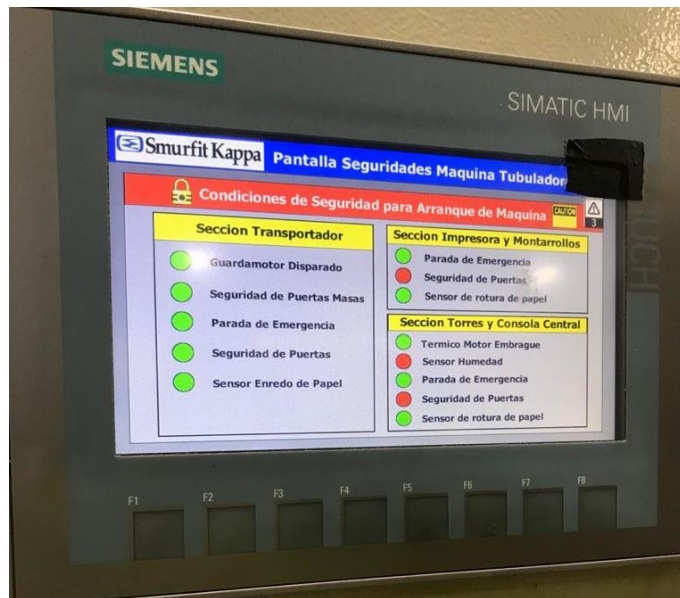 SIEMENS
SIMATIC HMI
Smurfit Kappa
Pantalla Seguridades Maquina Tubulador
Condiciones de Seguridad para Arranque de Maquina
CAUTION
3
Seccion Transportador
Guardamotor Disparado
Seguridad de Puertas Masas
Parada de Emergencia
Seguridad de Puertas
Sensor Enredo de Papel
Seccion Impresora y Montarrollos
Parada de Emergencia
Seguridad de Puertas
Sensor de rotura de papel
Seccion Torres y Consola Central
Termico Motor Embrague
Sensor Humedad
Parada de Emergencia
Seguridad de Puertas
Sensor de rotura de papel
F1 F2 F3 F4 F5 F6 F7 F8